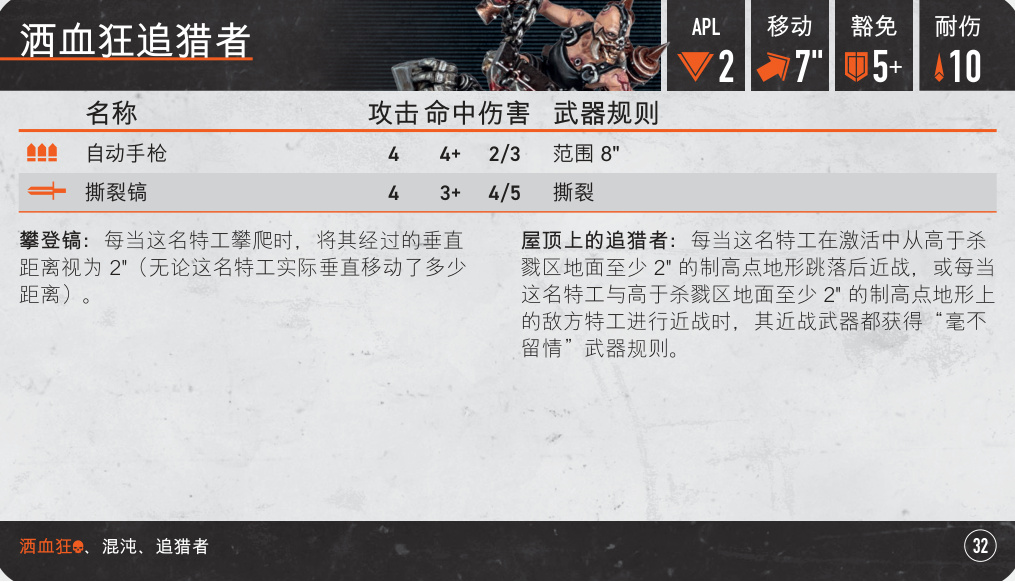 洒血狂追猎者
APL 移动 豁免 耐伤
2 7" 5+ 10
名称 攻击 命中 伤害 武器规则
自动手枪 4 4+ 2/3 范围 8"
撕裂镐 4 3+ 4/5 撕裂
攀登镐：每当这名特工攀爬时，将其经过的垂直
距离视为 2"（无论这名特工实际垂直移动了多少
距离）。
屋顶上的追猎者：每当这名特工在激活中从高于杀
戮区地面至少 2" 的制高点地形跳落后近战，或每当
这名特工与高于杀戮区地面至少 2" 的制高点地形上
的敌方特工进行近战时，其近战武器都获得“毫不
留情”武器规则。
洒血狂、混沌、追猎者
32